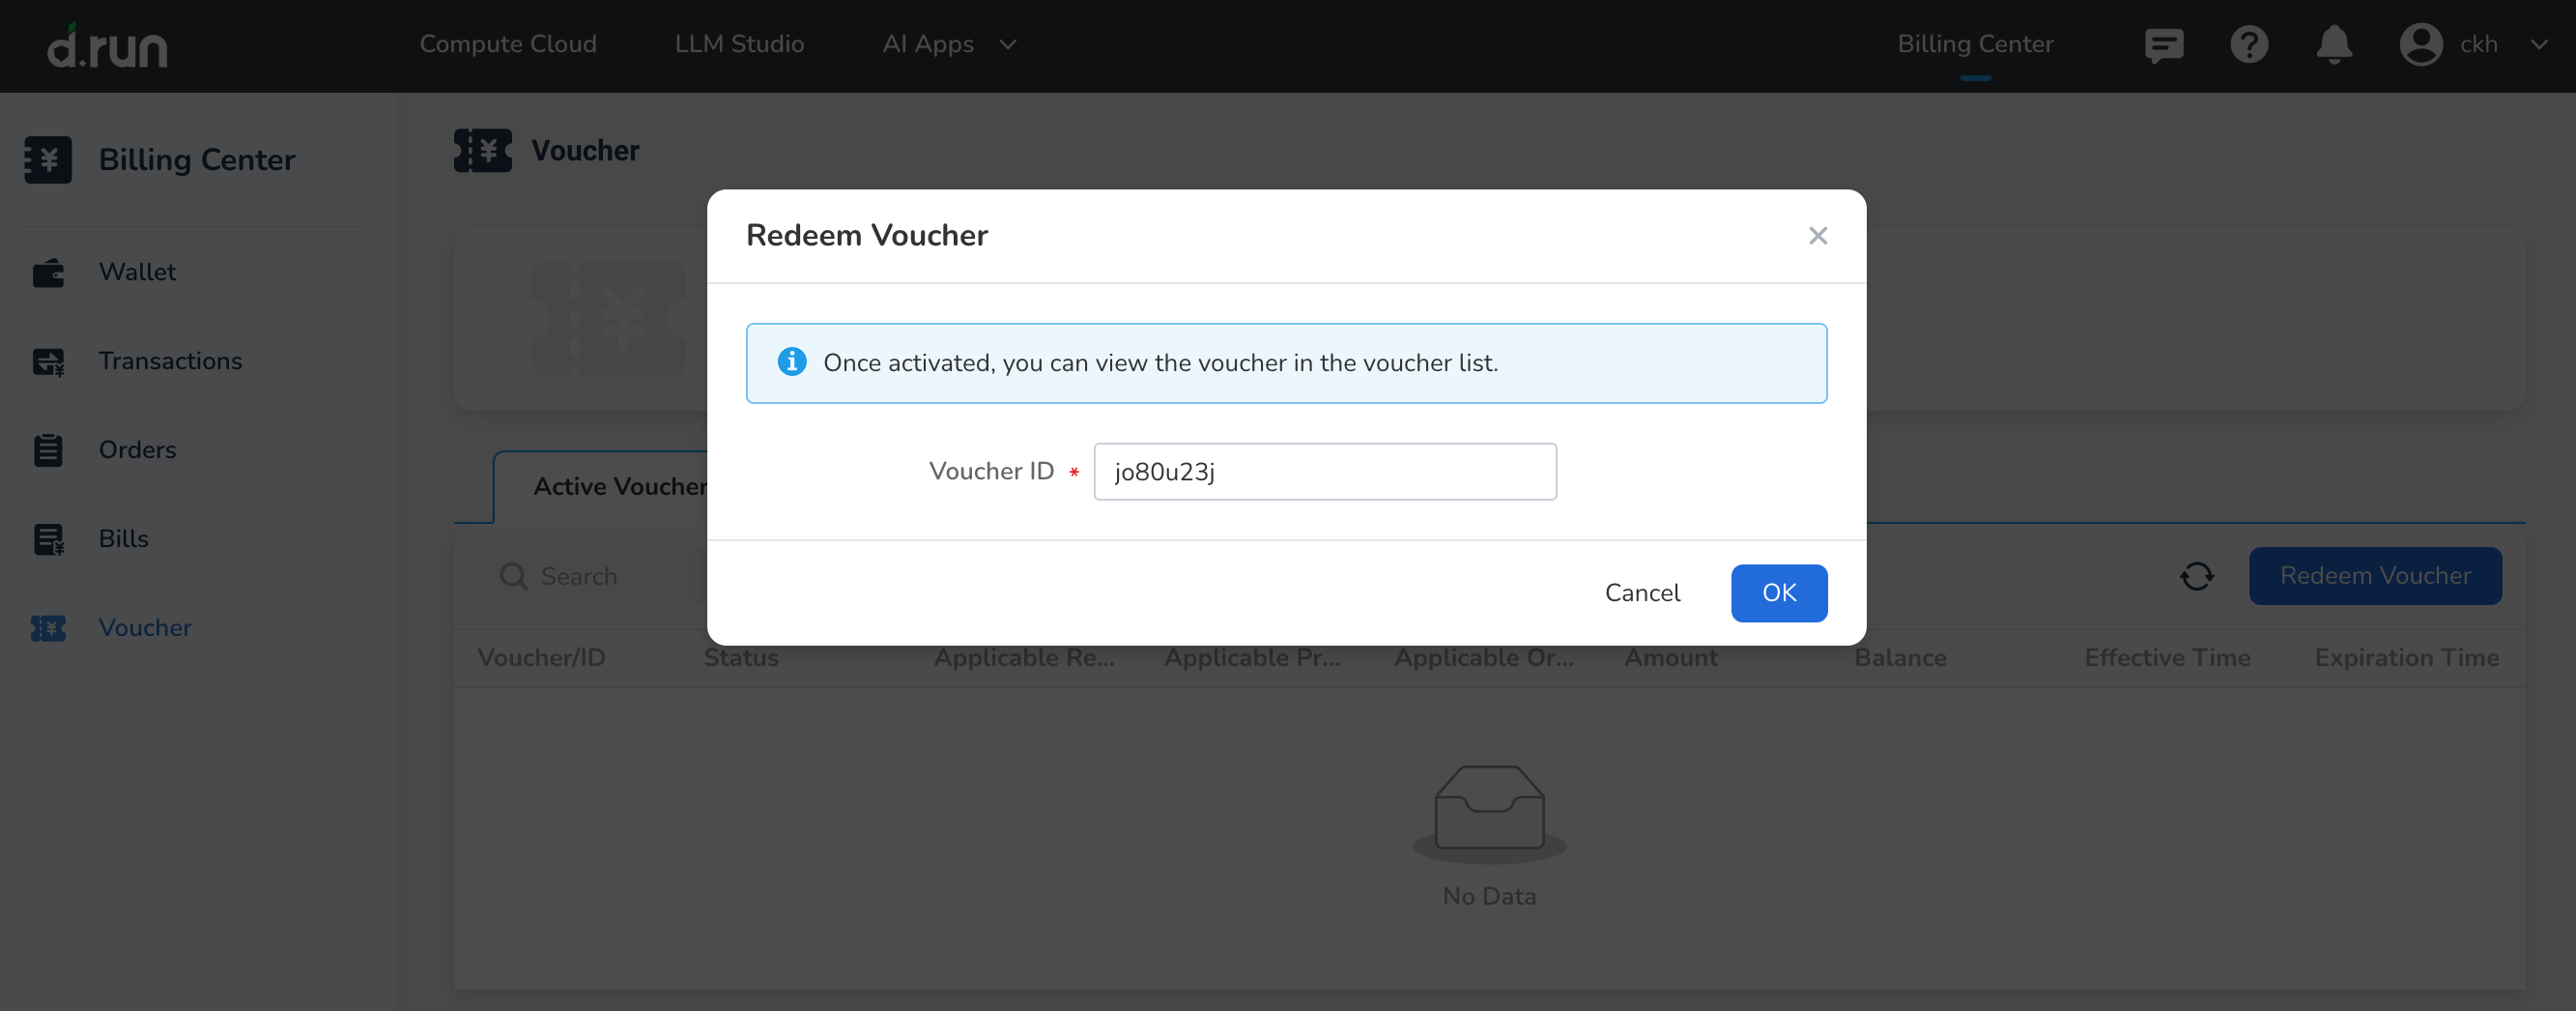 d.run
Compute Cloud
LLM Studio
AI Apps
Billing Center
ckh
Billing Center
Wallet
Transactions
Orders
Bills
Voucher
Voucher
Redeem Voucher
Once activated, you can view the voucher in the voucher list.
Voucher ID *
jo80u23j
Cancel
OK
Active Voucher
Search
Redeem Voucher
Voucher/ID
Status
Applicable Re...
Applicable Pr...
Applicable Or...
Amount
Balance
Effective Time
Expiration Time
No Data